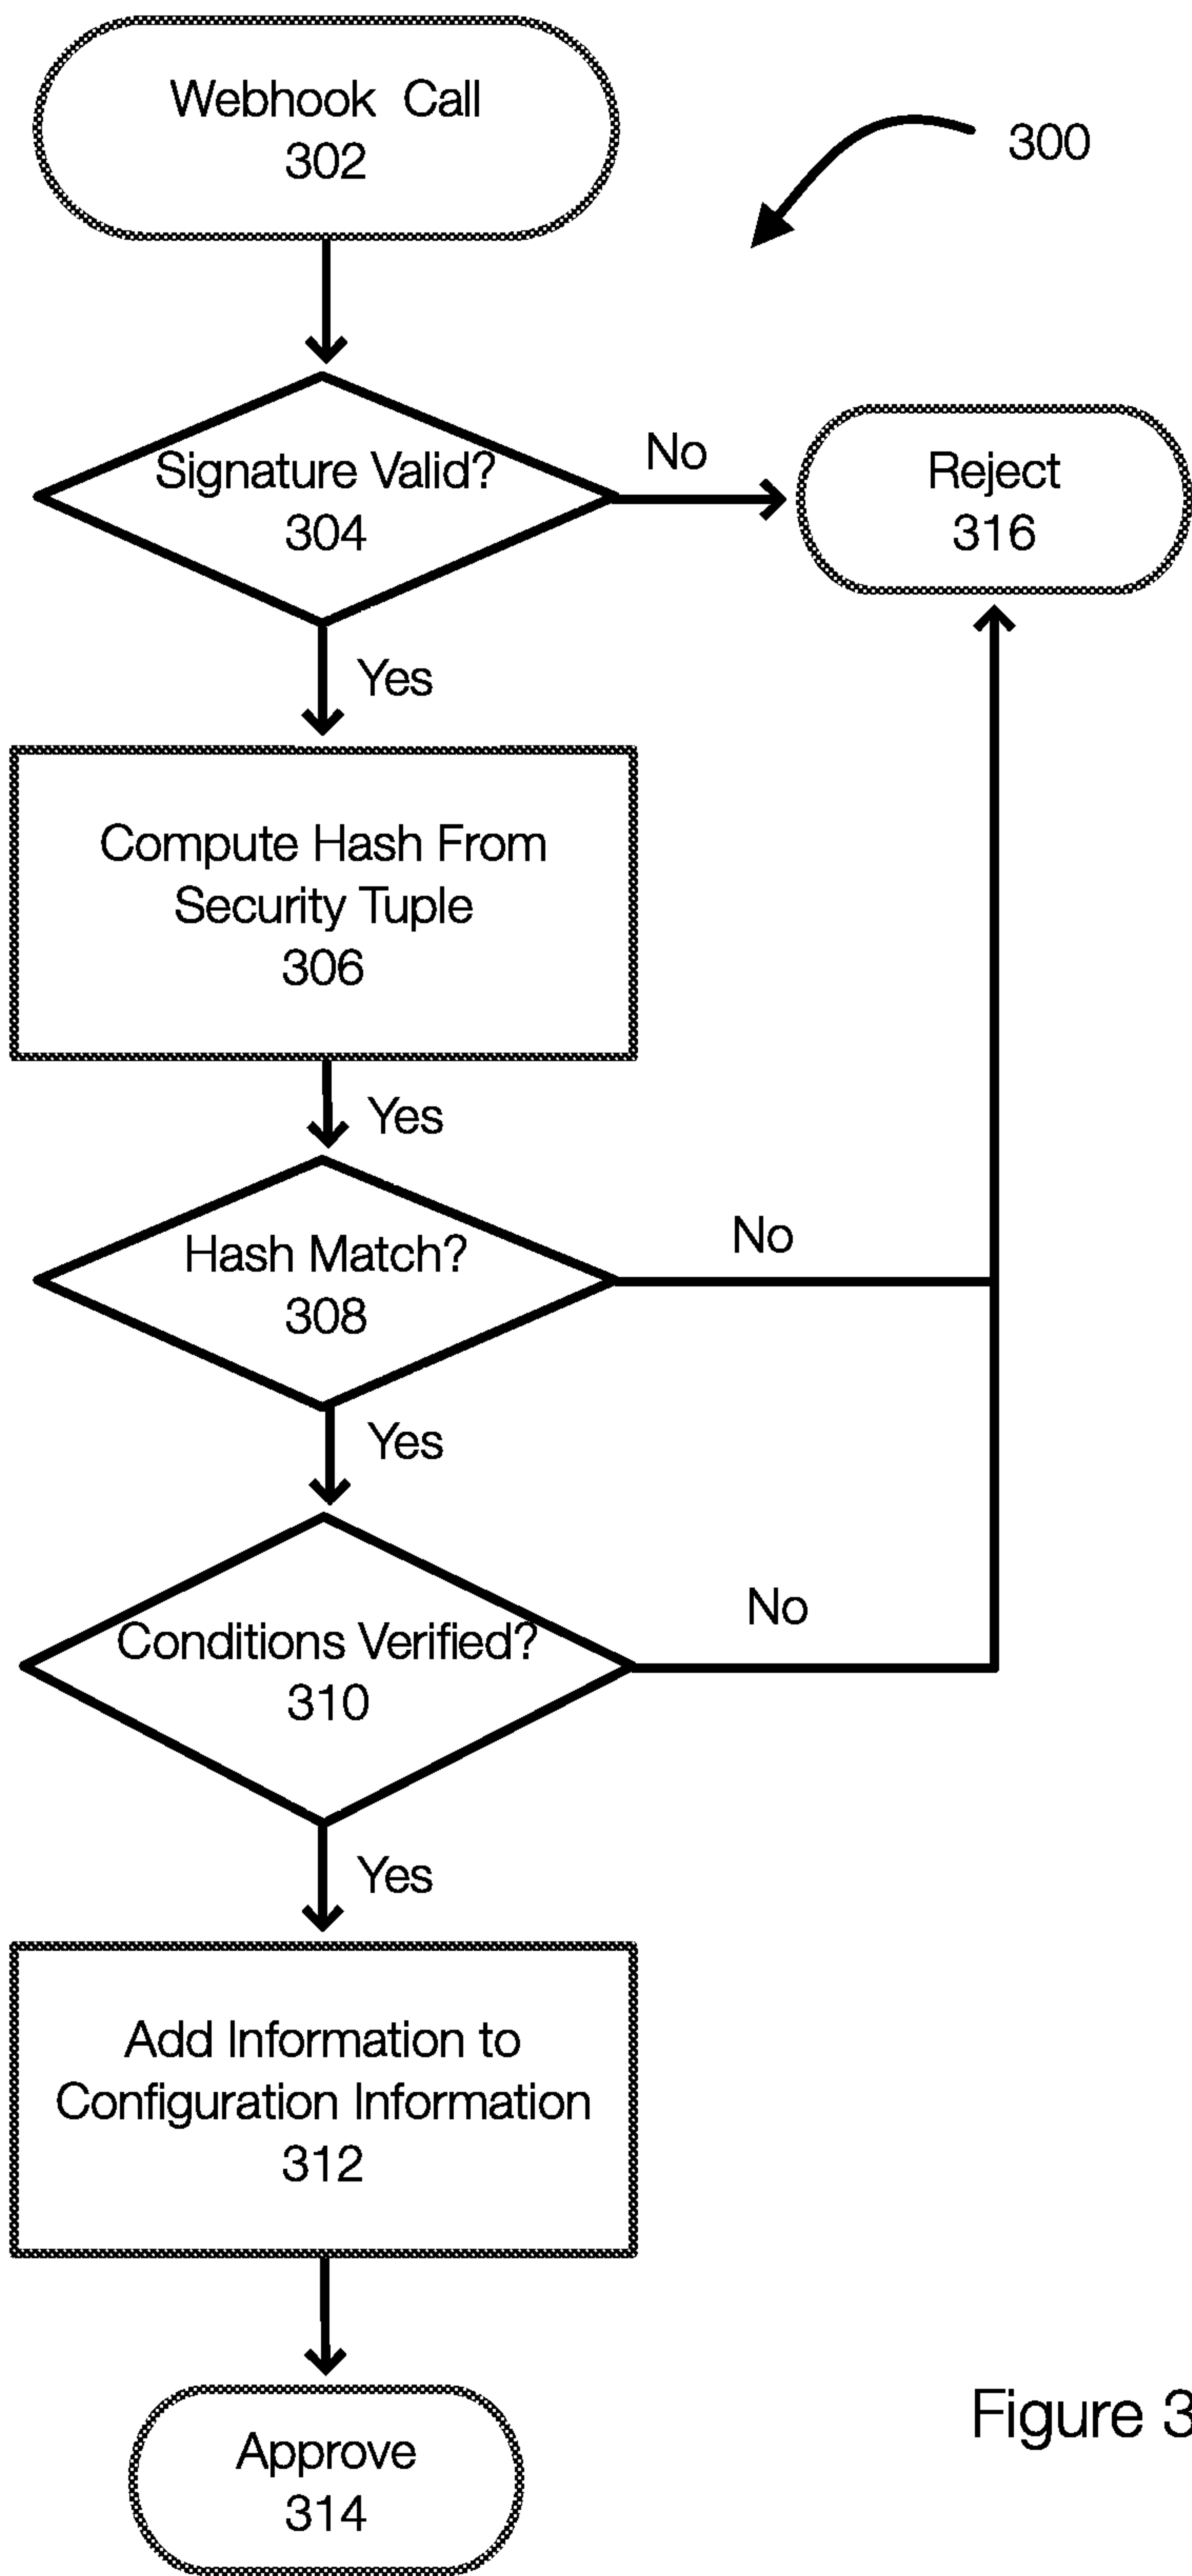 Webhook Call
302
300
Signature Valid?
304
No
Reject
316
Yes
Compute Hash From
Security Tuple
306
Yes
Hash Match?
308
No
Yes
Conditions Verified?
310
No
Yes
Add Information to
Configuration Information
312
Approve
314
Figure 3